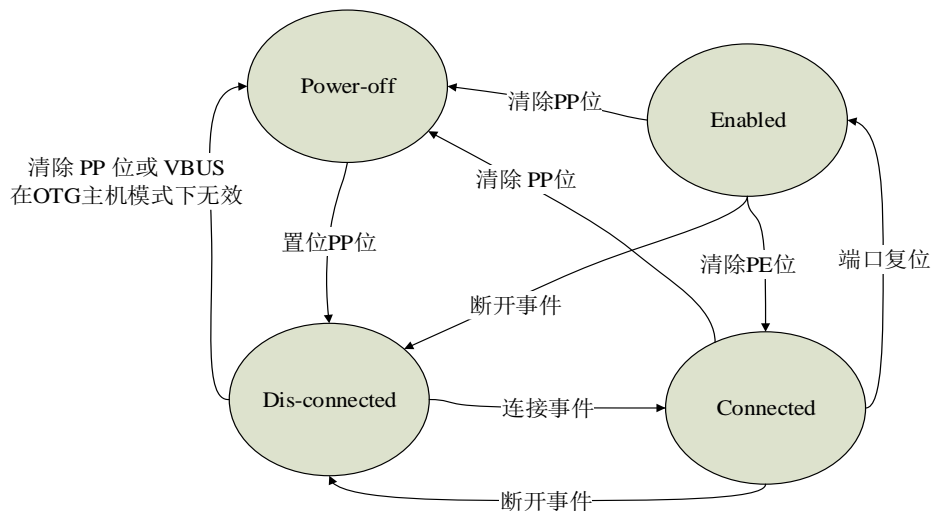 Power-off
Enabled
清除PP位
清除 PP 位或 VBUS
在OTG主机模式下无效
清除 PP位
置位PP位
清除PE位
端口复位
断开事件
Dis-connected
连接事件
Connected
断开事件